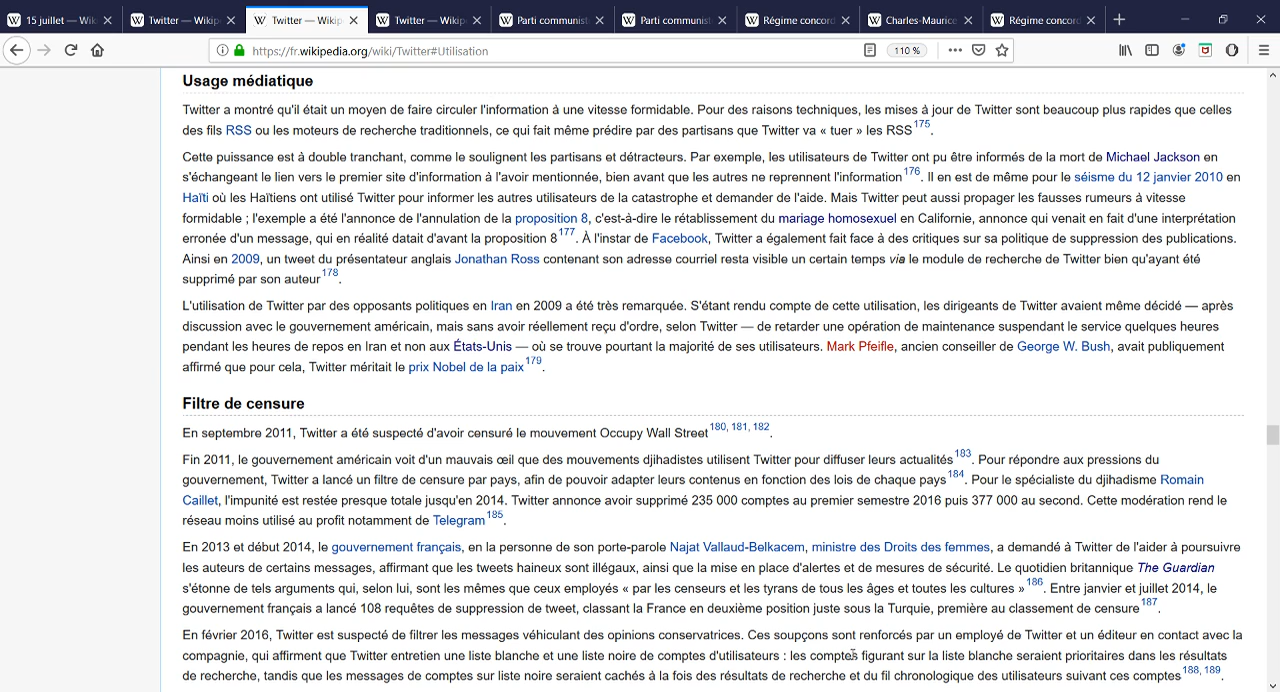 15 juillet — Wi
Twitter — Wikip
Twitter — Wikip
Twitter — Wikip
Parti communist
Parti communist
Régime concord
Charles-Maurice
Régime concord
https://fr.wikipedia.org/wiki/Twitter#Utilisation
110 %
Usage médiatique
Twitter a montré qu'il était un moyen de faire circuler l'information à une vitesse formidable. Pour des raisons techniques, les mises à jour de Twitter sont beaucoup plus rapides que celles
des fils RSS ou les moteurs de recherche traditionnels, ce qui fait même prédire par des partisans que Twitter va « tuer » les RSS175.
Cette puissance est à double tranchant, comme le soulignent les partisans et détracteurs. Par exemple, les utilisateurs de Twitter ont pu être informés de la mort de Michael Jackson en
s'échangeant le lien vers le premier site d'information à l'avoir mentionnée, bien avant que les autres ne reprennent l'information176. Il en est de même pour le séisme du 12 janvier 2010 en
Haïti où les Haïtiens ont utilisé Twitter pour informer les autres utilisateurs de la catastrophe et demander de l'aide. Mais Twitter peut aussi propager les fausses rumeurs à vitesse
formidable ; l'exemple a été l'annonce de l'annulation de la proposition 8, c'est-à-dire le rétablissement du mariage homosexuel en Californie, annonce qui venait en fait d'une interprétation
erronée d'un message, qui en réalité datait d'avant la proposition 8177. À l'instar de Facebook, Twitter a également fait face à des critiques sur sa politique de suppression des publications.
Ainsi en 2009, un tweet du présentateur anglais Jonathan Ross contenant son adresse courriel resta visible un certain temps via le module de recherche de Twitter bien qu'ayant été
supprimé par son auteur178.
L'utilisation de Twitter par des opposants politiques en Iran en 2009 a été très remarquée. S'étant rendu compte de cette utilisation, les dirigeants de Twitter avaient même décidé — après
discussion avec le gouvernement américain, mais sans avoir réellement reçu d'ordre, selon Twitter — de retarder une opération de maintenance suspendant le service quelques heures
pendant les heures de repos en Iran et non aux États-Unis — où se trouve pourtant la majorité de ses utilisateurs. Mark Pfeifle, ancien conseiller de George W. Bush, avait publiquement
affirmé que pour cela, Twitter méritait le prix Nobel de la paix179.
Filtre de censure
En septembre 2011, Twitter a été suspecté d'avoir censuré le mouvement Occupy Wall Street180, 181, 182.
Fin 2011, le gouvernement américain voit d'un mauvais œil que des mouvements djihadistes utilisent Twitter pour diffuser leurs actualités183. Pour répondre aux pressions du
gouvernement, Twitter a lancé un filtre de censure par pays, afin de pouvoir adapter leurs contenus en fonction des lois de chaque pays184. Pour le spécialiste du djihadisme Romain
Caillet, l'impunité est restée presque totale jusqu'en 2014. Twitter annonce avoir supprimé 235 000 comptes au premier semestre 2016 puis 377 000 au second. Cette modération rend le
réseau moins utilisé au profit notamment de Telegram185.
En 2013 et début 2014, le gouvernement français, en la personne de son porte-parole Najat Vallaud-Belkacem, ministre des Droits des femmes, a demandé à Twitter de l'aider à poursuivre
les auteurs de certains messages, affirmant que les tweets haineux sont illégaux, ainsi que la mise en place d'alertes et de mesures de sécurité. Le quotidien britannique The Guardian
s'étonne de tels arguments qui, selon lui, sont les mêmes que ceux employés « par les censeurs et les tyrans de tous les âges et toutes les cultures »186. Entre janvier et juillet 2014, le
gouvernement français a lancé 108 requêtes de suppression de tweet, classant la France en deuxième position juste sous la Turquie, première au classement de censure187.
En février 2016, Twitter est suspecté de filtrer les messages véhiculant des opinions conservatrices. Ces soupçons sont renforcés par un employé de Twitter et un éditeur en contact avec la
compagnie, qui affirment que Twitter entretien une liste blanche et une liste noire de comptes d'utilisateurs : les comptes figurant sur la liste blanche seraient prioritaires dans les résultats
de recherche, tandis que les messages de comptes sur liste noire seraient cachés à la fois des résultats de recherche et du fil chronologique des utilisateurs suivant ces comptes188, 189.